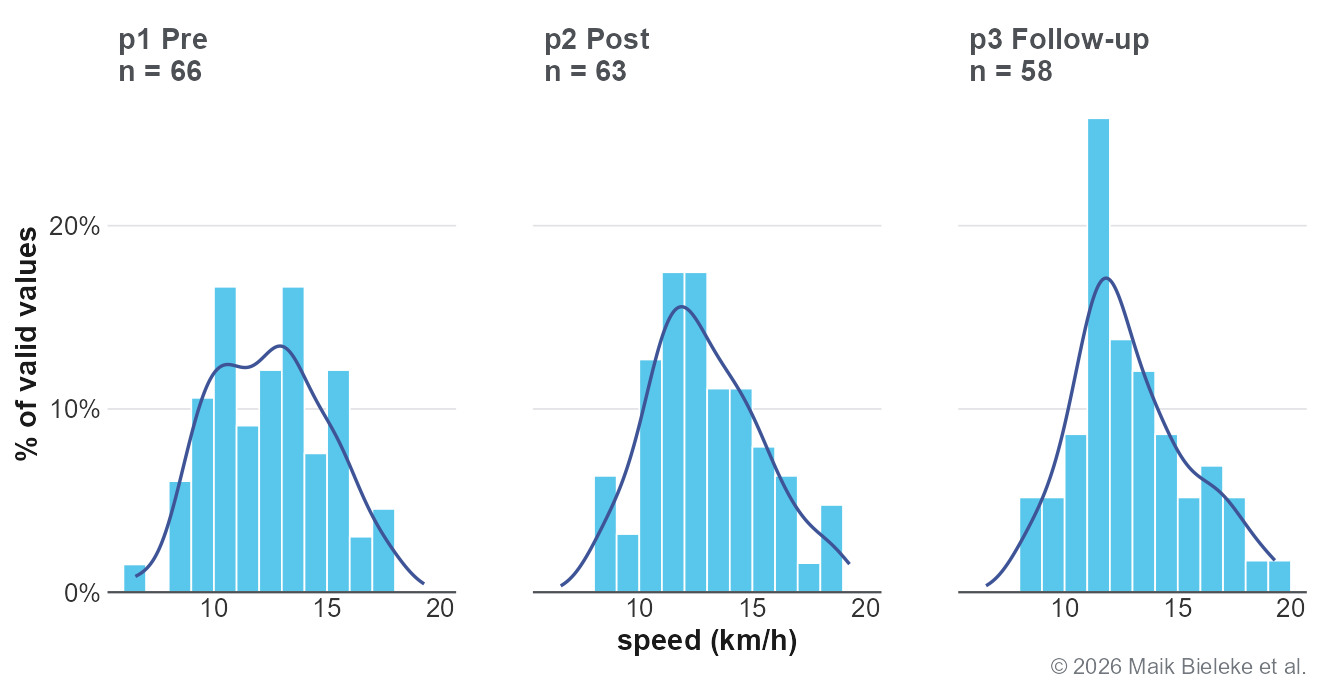 p1 Pre
n = 66
p2 Post
n = 63
p3 Follow-up
n = 58
% of valid values
20%
10%
0%
10 15 20
10 15 20
10 15 20
speed (km/h)
© 2026 Maik Bieleke et al.